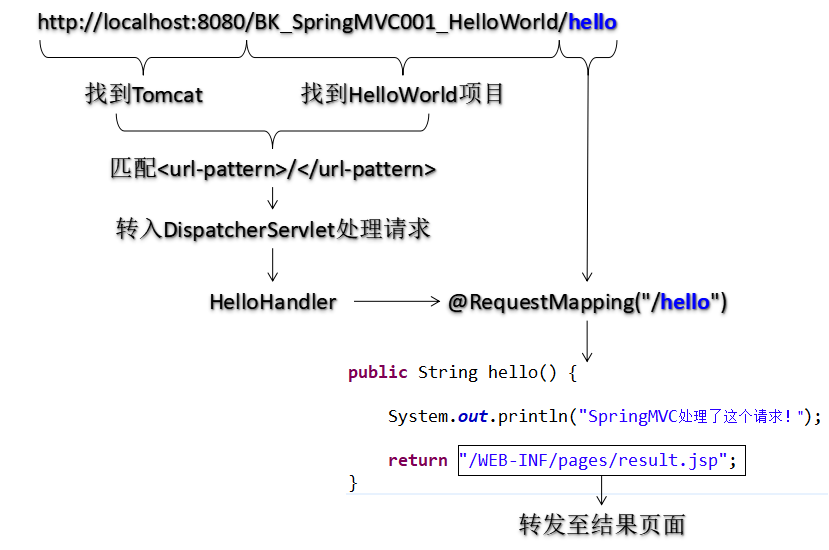 http://localhost:8080/BK_SpringMVC001_HelloWorld/hello
找到Tomcat 找到HelloWorld项目
匹配<url-pattern>/</url-pattern>
转入DispatcherServlet处理请求
HelloHandler @RequestMapping("/hello")
public String hello() {
System.out.println("SpringMVC处理了这个请求！");
return "/WEB-INF/pages/result.jsp";
}
转发至结果页面